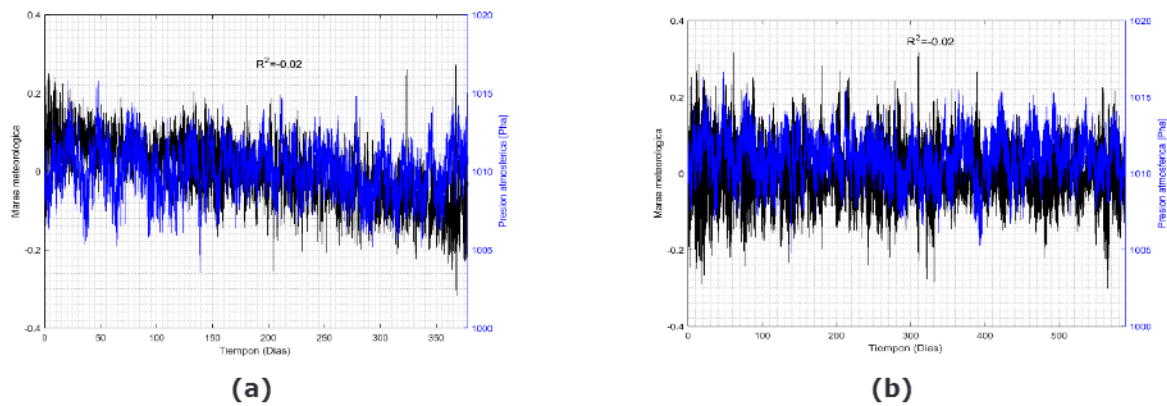 0.4
0.2
0
-0.2
-0.4
Marea meteorologica
R²=-0.02
1020
1015
1010
1005
1000
Presion atmosferica [Pha]
0 50 100 150 200 250 300 350
Tiempon (Dias)
(a)
0.4
0.2
0
-0.2
-0.4
Marea meteorologica
R²=-0.02
1020
1015
1010
1005
1000
Presion atmosferica [Pha]
0 100 200 300 400 500
Tiempon (Dias)
(b)